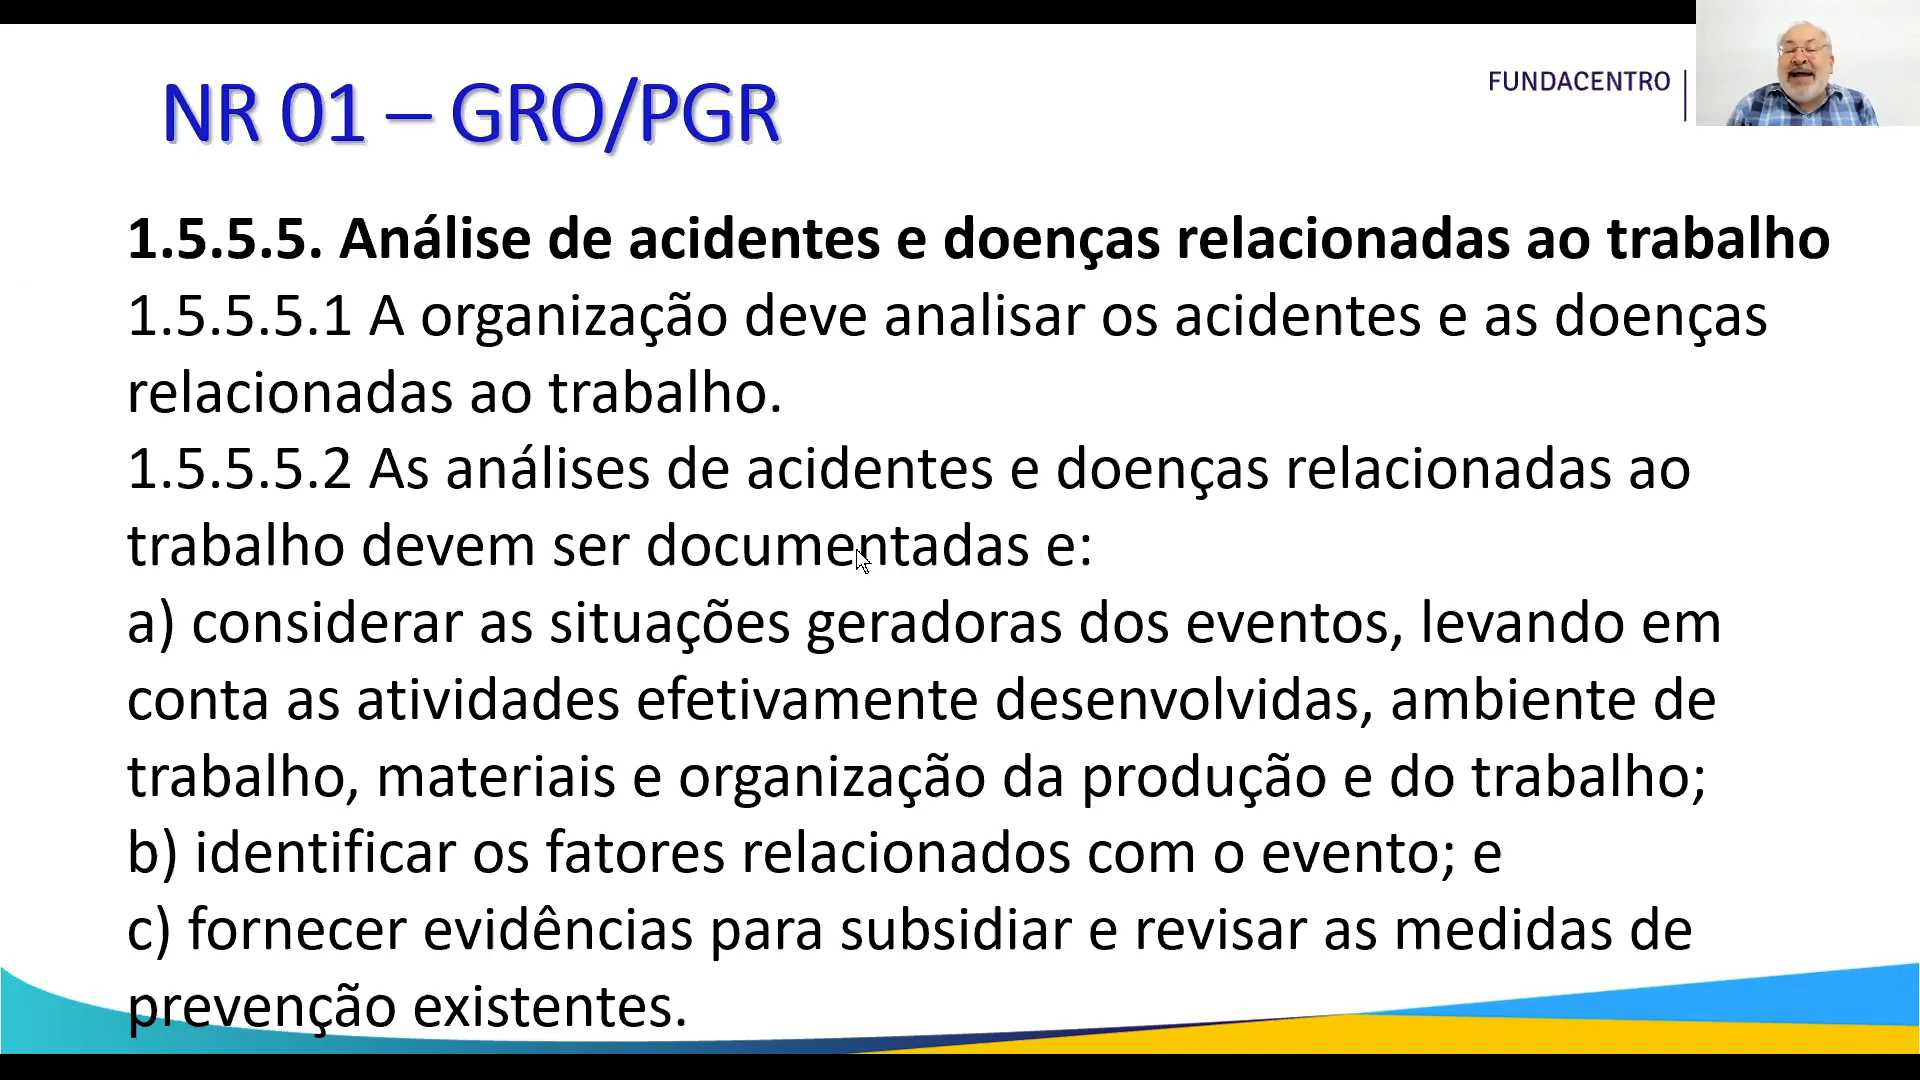 NR 01 – GRO/PGR
FUNDACENTRO
1.5.5.5. Análise de acidentes e doenças relacionadas ao trabalho
1.5.5.5.1 A organização deve analisar os acidentes e as doenças
relacionadas ao trabalho.
1.5.5.5.2 As análises de acidentes e doenças relacionadas ao
trabalho devem ser documentadas e:
a) considerar as situações geradoras dos eventos, levando em
conta as atividades efetivamente desenvolvidas, ambiente de
trabalho, materiais e organização da produção e do trabalho;
b) identificar os fatores relacionados com o evento; e
c) fornecer evidências para subsidiar e revisar as medidas de
prevenção existentes.